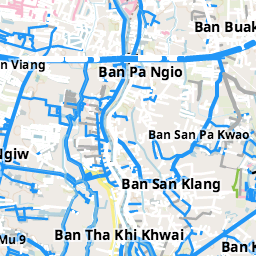 Ban Buak
n Viang
Ban Pa Ngio
Ban San Pa Kwao
Ngiw
Ban San Klang
Ban Tha Khi Khwai
Mu 9
Ban K